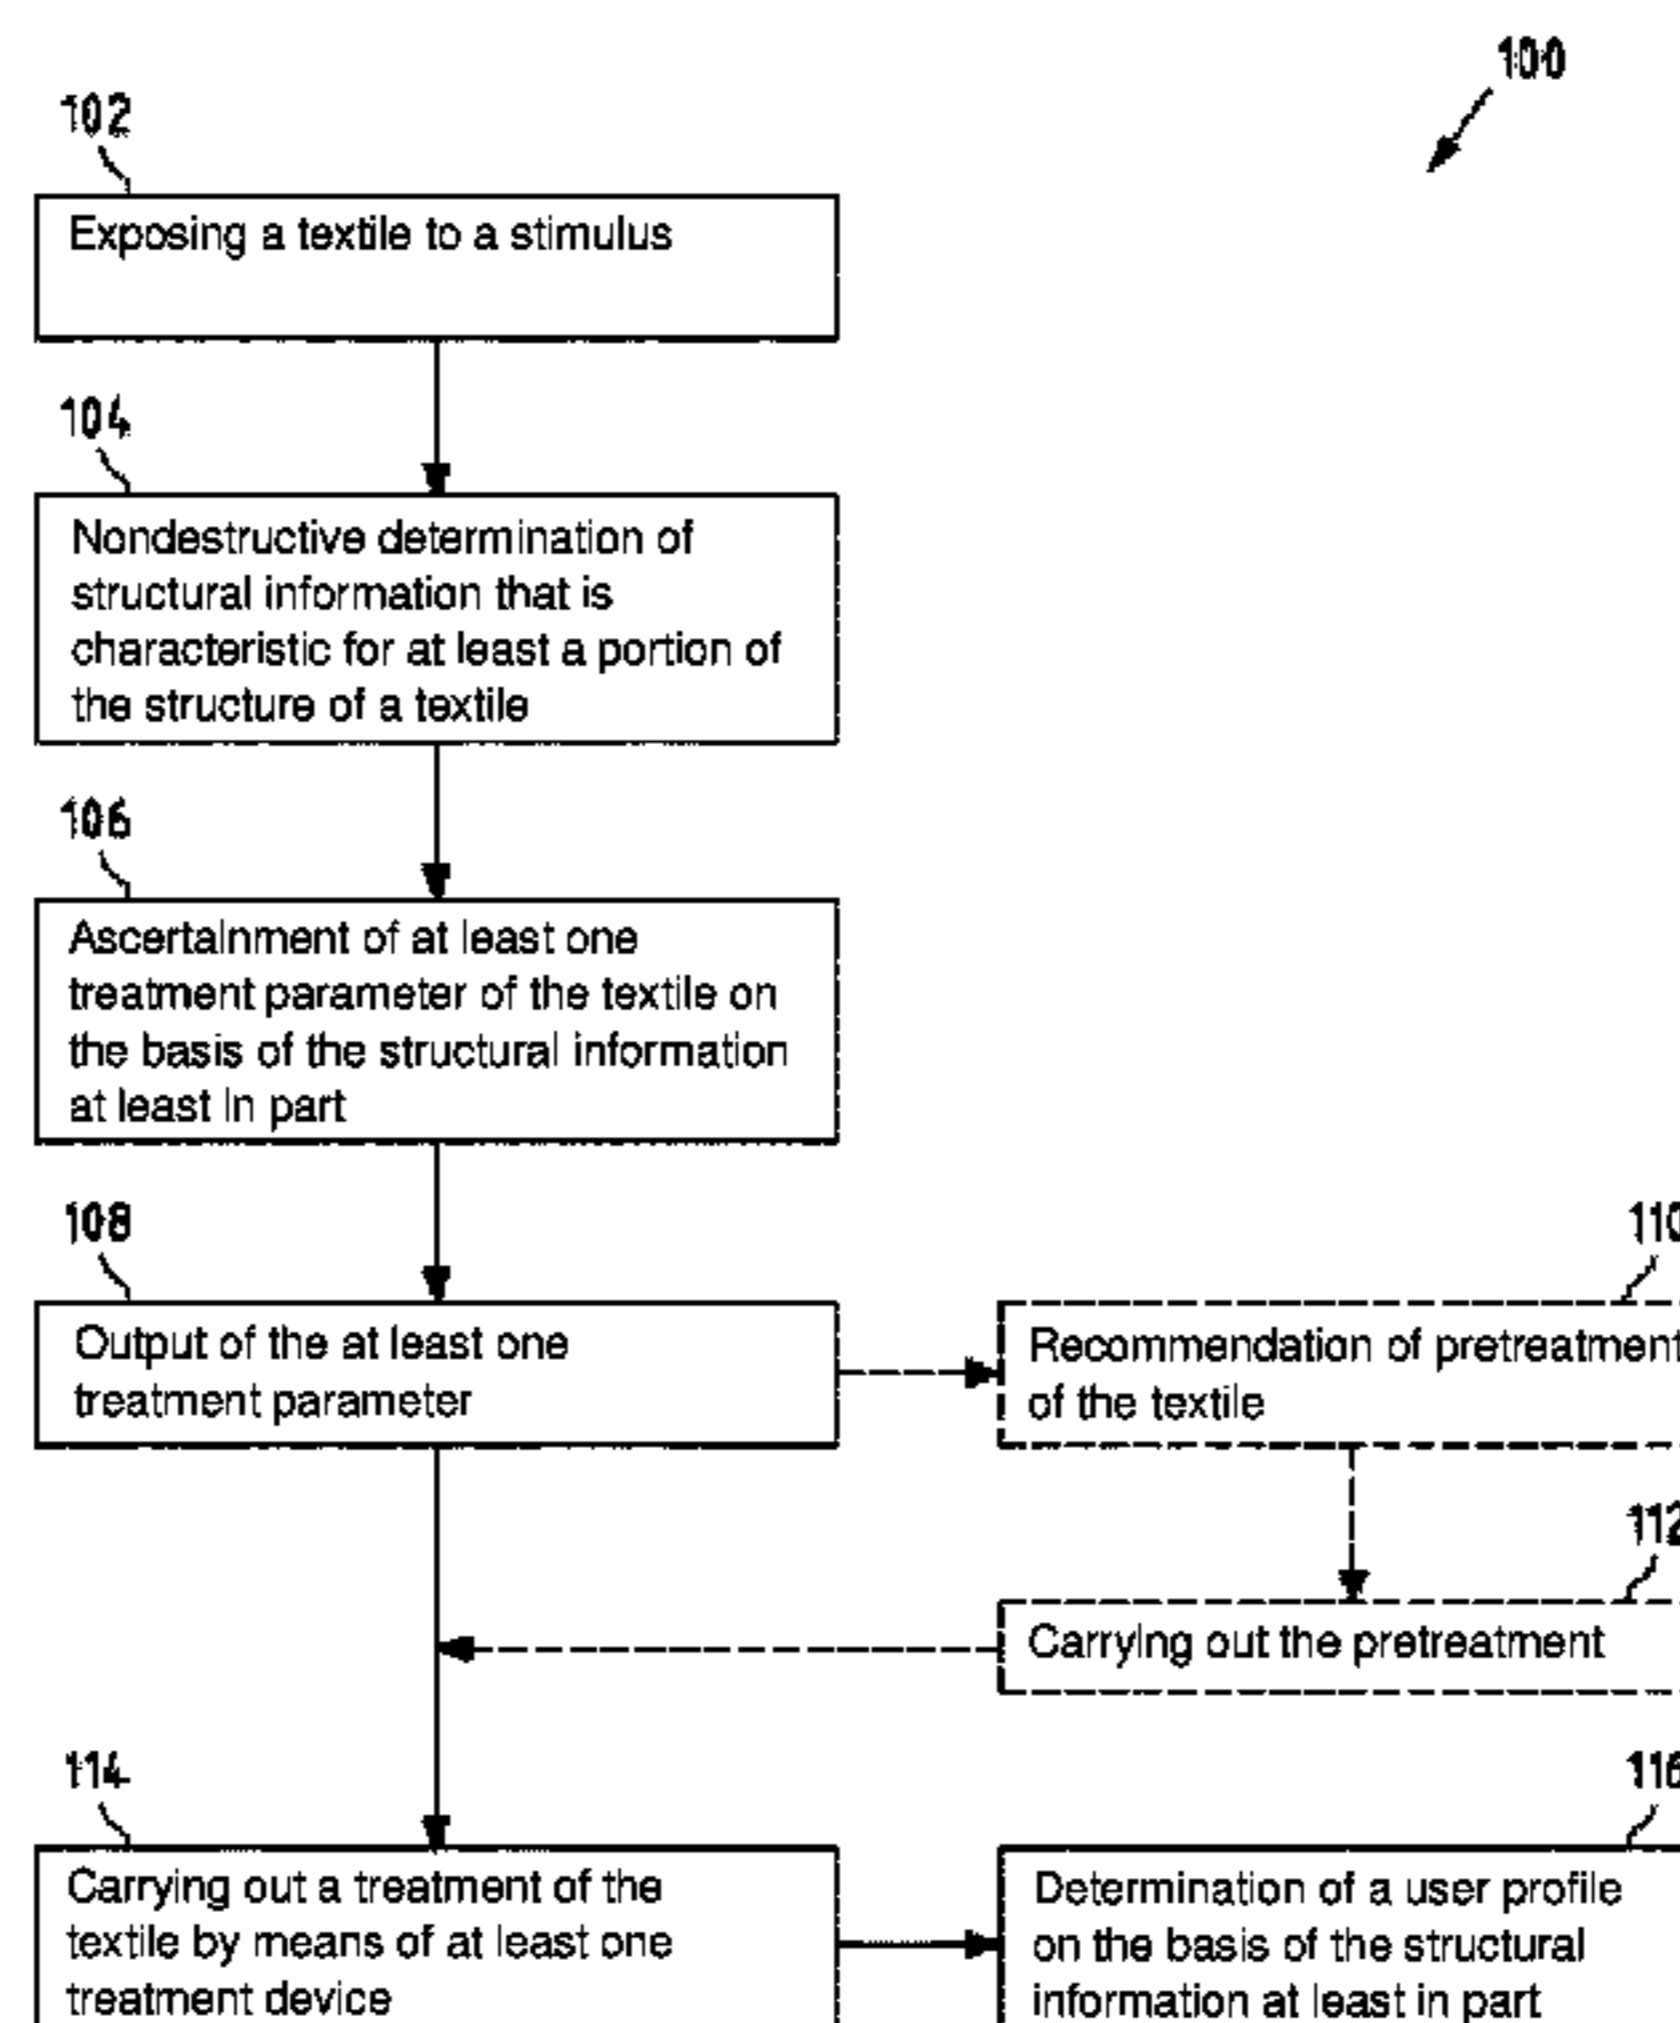 100
102
Exposing a textile to a stimulus
104
Nondestructive determination of
structural information that is
characteristic for at least a portion of
the structure of a textile
106
Ascertainment of at least one
treatment parameter of the textile on
the basis of the structural information
at least in part
108
Output of the at least one
treatment parameter
110
Recommendation of pretreatment
of the textile
112
Carrying out the pretreatment
114
Carrying out a treatment of the
textile by means of at least one
treatment device
116
Determination of a user profile
on the basis of the structural
information at least in part